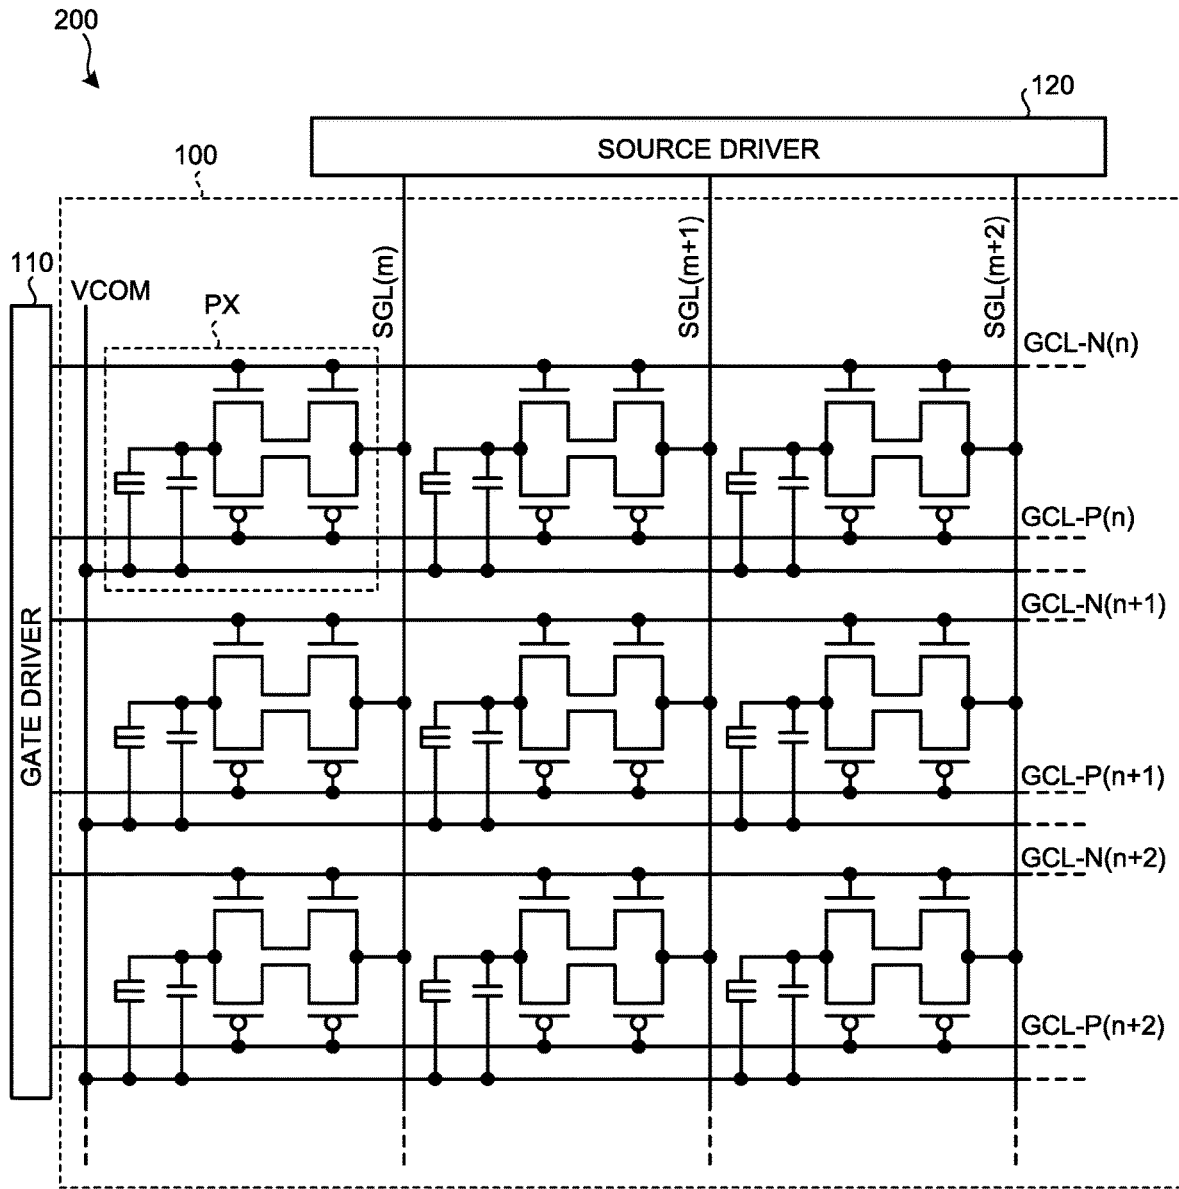 200
120
SOURCE DRIVER
100
110
VCOM
PX
SGL(m)
SGL(m+1)
SGL(m+2)
GCL-N(n)
GCL-P(n)
GCL-N(n+1)
GATE DRIVER
GCL-P(n+1)
GCL-N(n+2)
GCL-P(n+2)